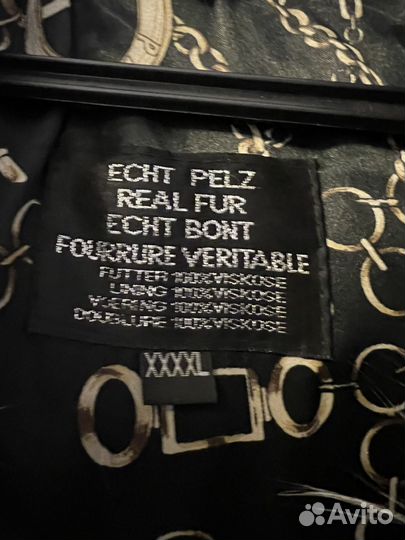 ECHT PELZ
REAL FUR
ECHT BONT
FOURRURE VERITABLE
FUTTER 100%VISKOSE
LINING 100%VISKOSE
VOERING 100%VISKOSE
DOUBLURE 100%VISKOSE
XXXXL
Avito